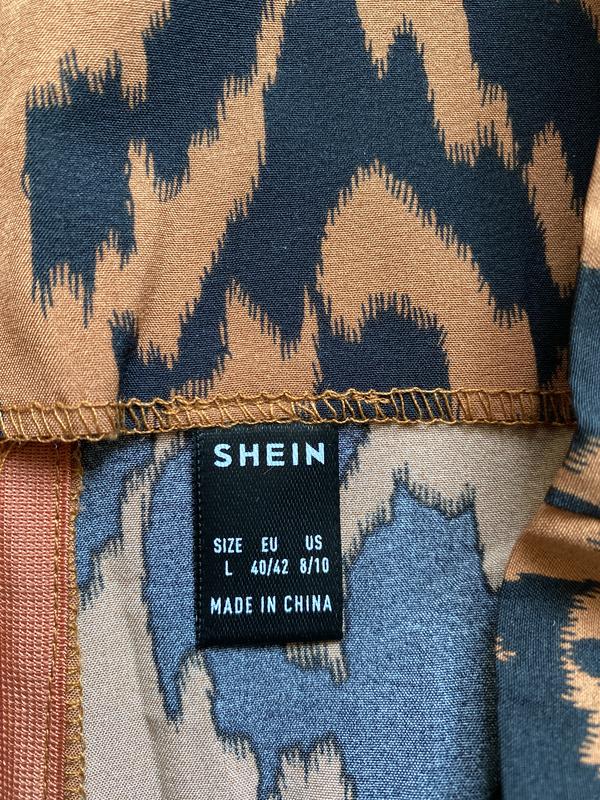 SHEIN
SIZE EU US
L 40/42 8/10
MADE IN CHINA